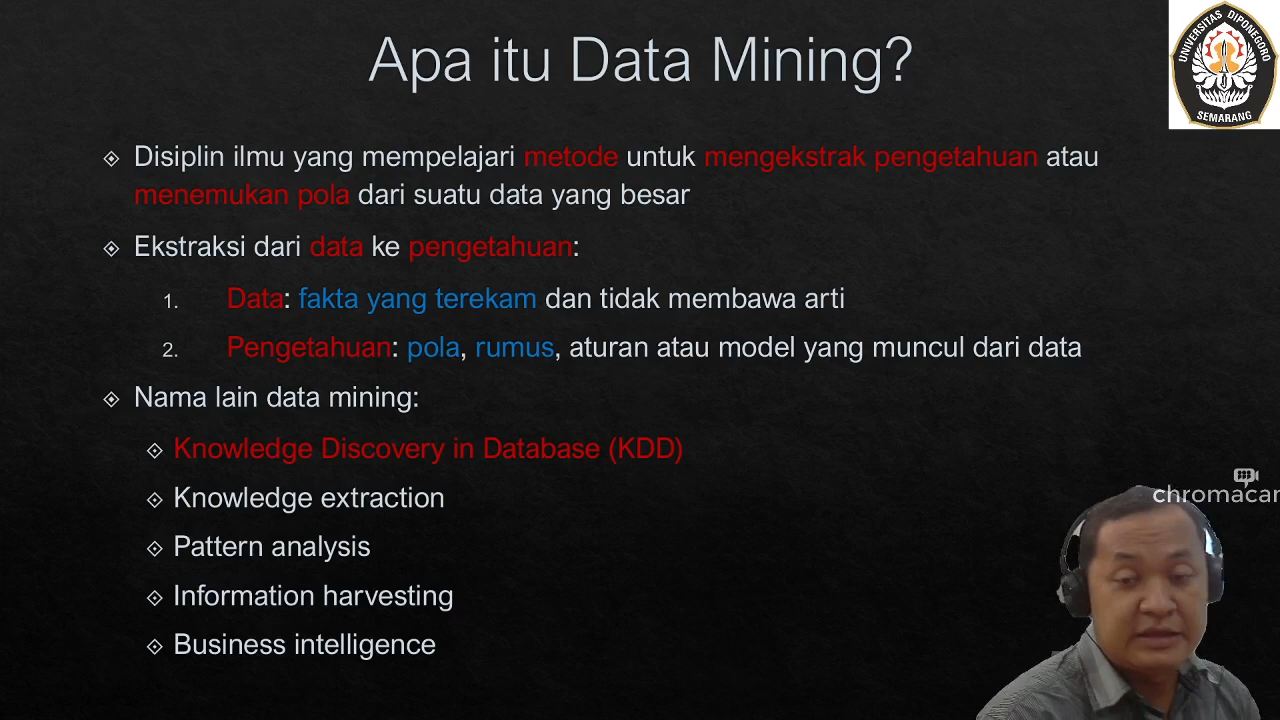 Apa itu Data Mining?
UNIVERSITAS DIPONEGORO
SEMARANG
Disiplin ilmu yang mempelajari metode untuk mengekstrak pengetahuan atau
menemukan pola dari suatu data yang besar
Ekstraksi dari data ke pengetahuan:
1. Data: fakta yang terekam dan tidak membawa arti
2. Pengetahuan: pola, rumus, aturan atau model yang muncul dari data
Nama lain data mining:
Knowledge Discovery in Database (KDD)
Knowledge extraction
Pattern analysis
Information harvesting
Business intelligence
chromacam